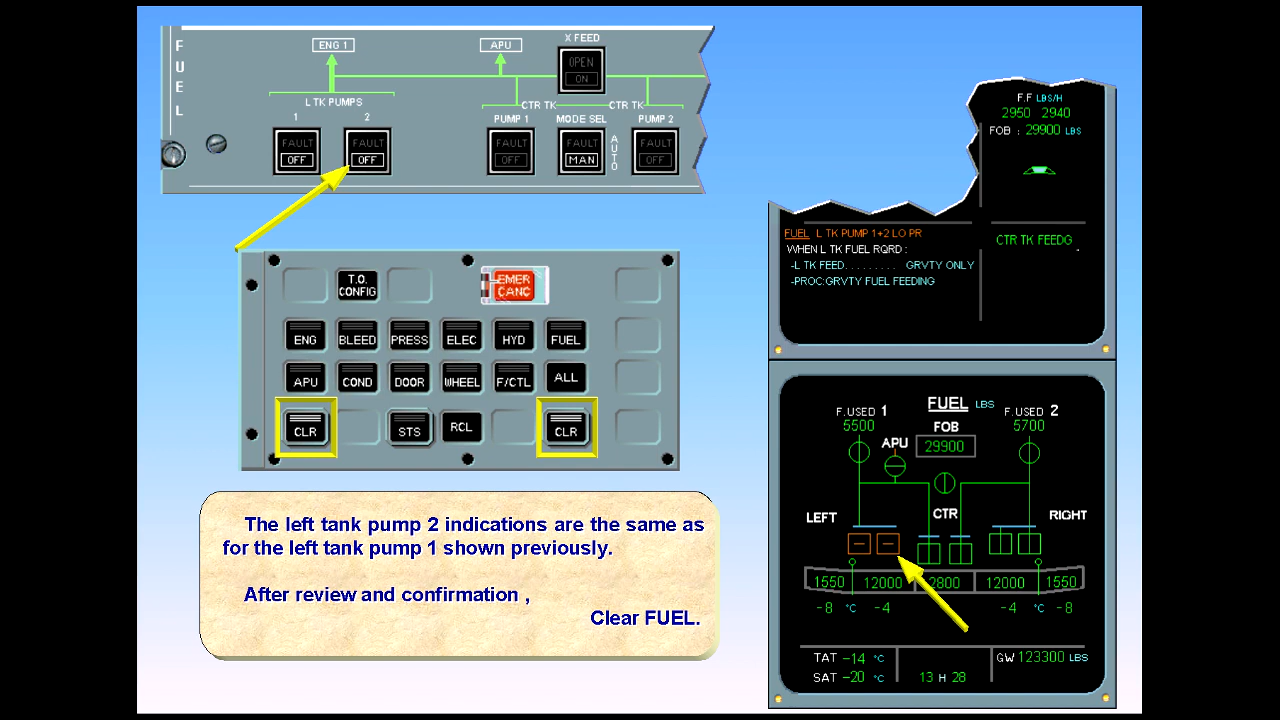 FUEL
ENG 1
APU
X FEED
OPEN
ON
L TK PUMPS
CTR TK
CTR TK
1
2
PUMP 1
MODE SEL
PUMP 2
FAULT
OFF
FAULT
OFF
FAULT
OFF
FAULT
MAN
AUTO
FAULT
OFF
T.O. CONFIG
EMER CANC
ENG BLEED PRESS ELEC HYD FUEL
APU COND DOOR WHEEL F/CTL ALL
CLR STS RCL CLR
The left tank pump 2 indications are the same as
for the left tank pump 1 shown previously.
After review and confirmation ,
Clear FUEL.
F.F LBS/H
2950 2940
FOB : 29900 LBS
FUEL L TK PUMP 1+2 LO PR
WHEN L TK FUEL RQRD :
-L TK FEED......... GRVTY ONLY
-PROC:GRVTY FUEL FEEDING
CTR TK FEEDG
FUEL LBS
F.USED 1
5500
F.USED 2
5700
FOB
29900
APU
LEFT
CTR
RIGHT
1550 12000 2800 12000 1550
-8 °C -4 -4 °C -8
TAT -14 °C
SAT -20 °C
13 H 28
GW 123300 LBS